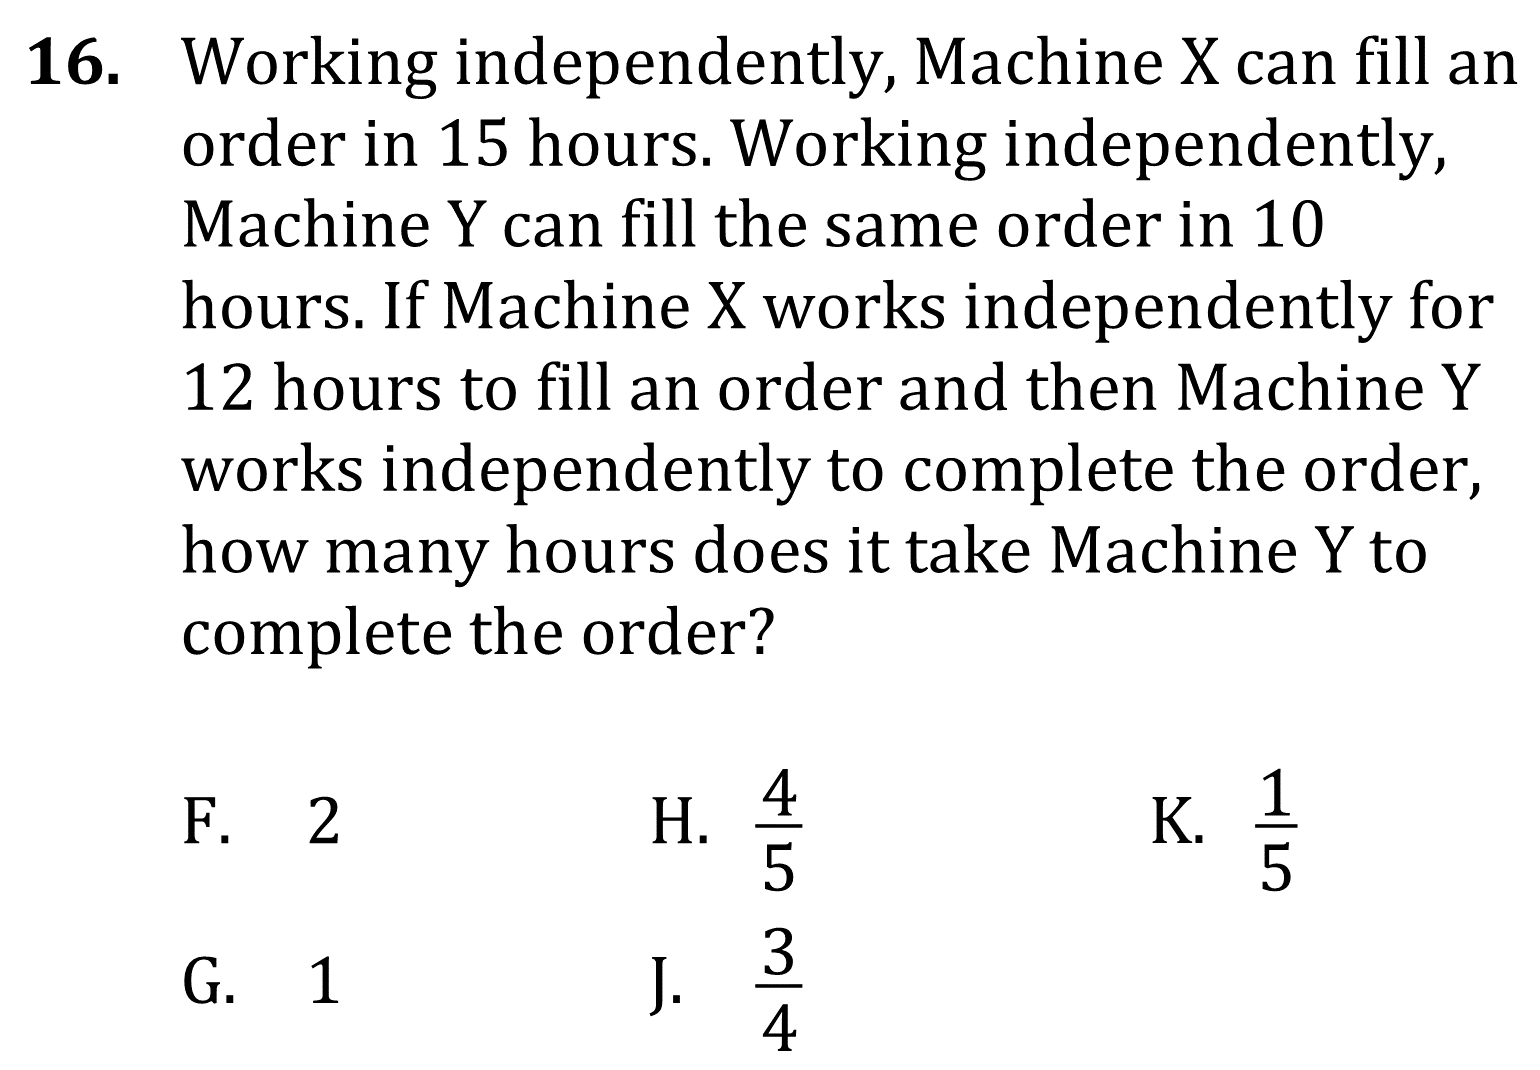 16. Working independently, Machine X can fill an
order in 15 hours. Working independently,
Machine Y can fill the same order in 10
hours. If Machine X works independently for
12 hours to fill an order and then Machine Y
works independently to complete the order,
how many hours does it take Machine Y to
complete the order?
F. 2 H. 4/5 K. 1/5
G. 1 J. 3/4